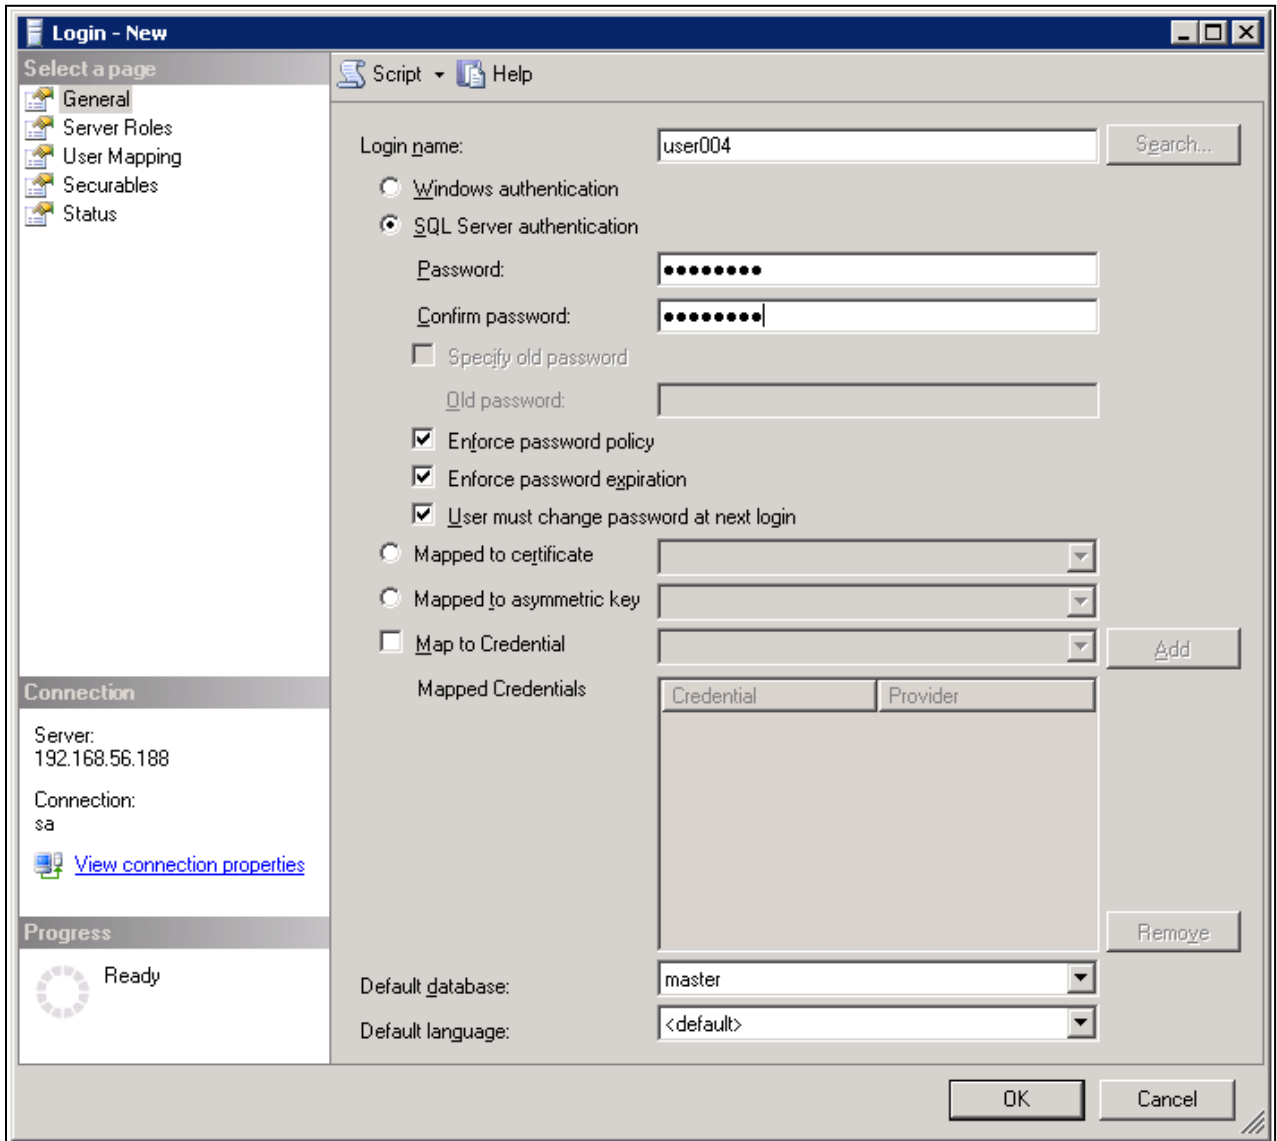 Login - New
Select a page
General
Server Roles
User Mapping
Securables
Status
Script Help
Login name: user004 Search...
Windows authentication
SQL Server authentication
Password: ●●●●●●●●
Confirm password: ●●●●●●●●
Specify old password
Old password:
Enforce password policy
Enforce password expiration
User must change password at next login
Mapped to certificate
Mapped to asymmetric key
Map to Credential Add
Mapped Credentials Credential Provider
Remove
Default database: master
Default language: <default>
Connection
Server:
192.168.56.188
Connection:
sa
View connection properties
Progress
Ready
OK Cancel